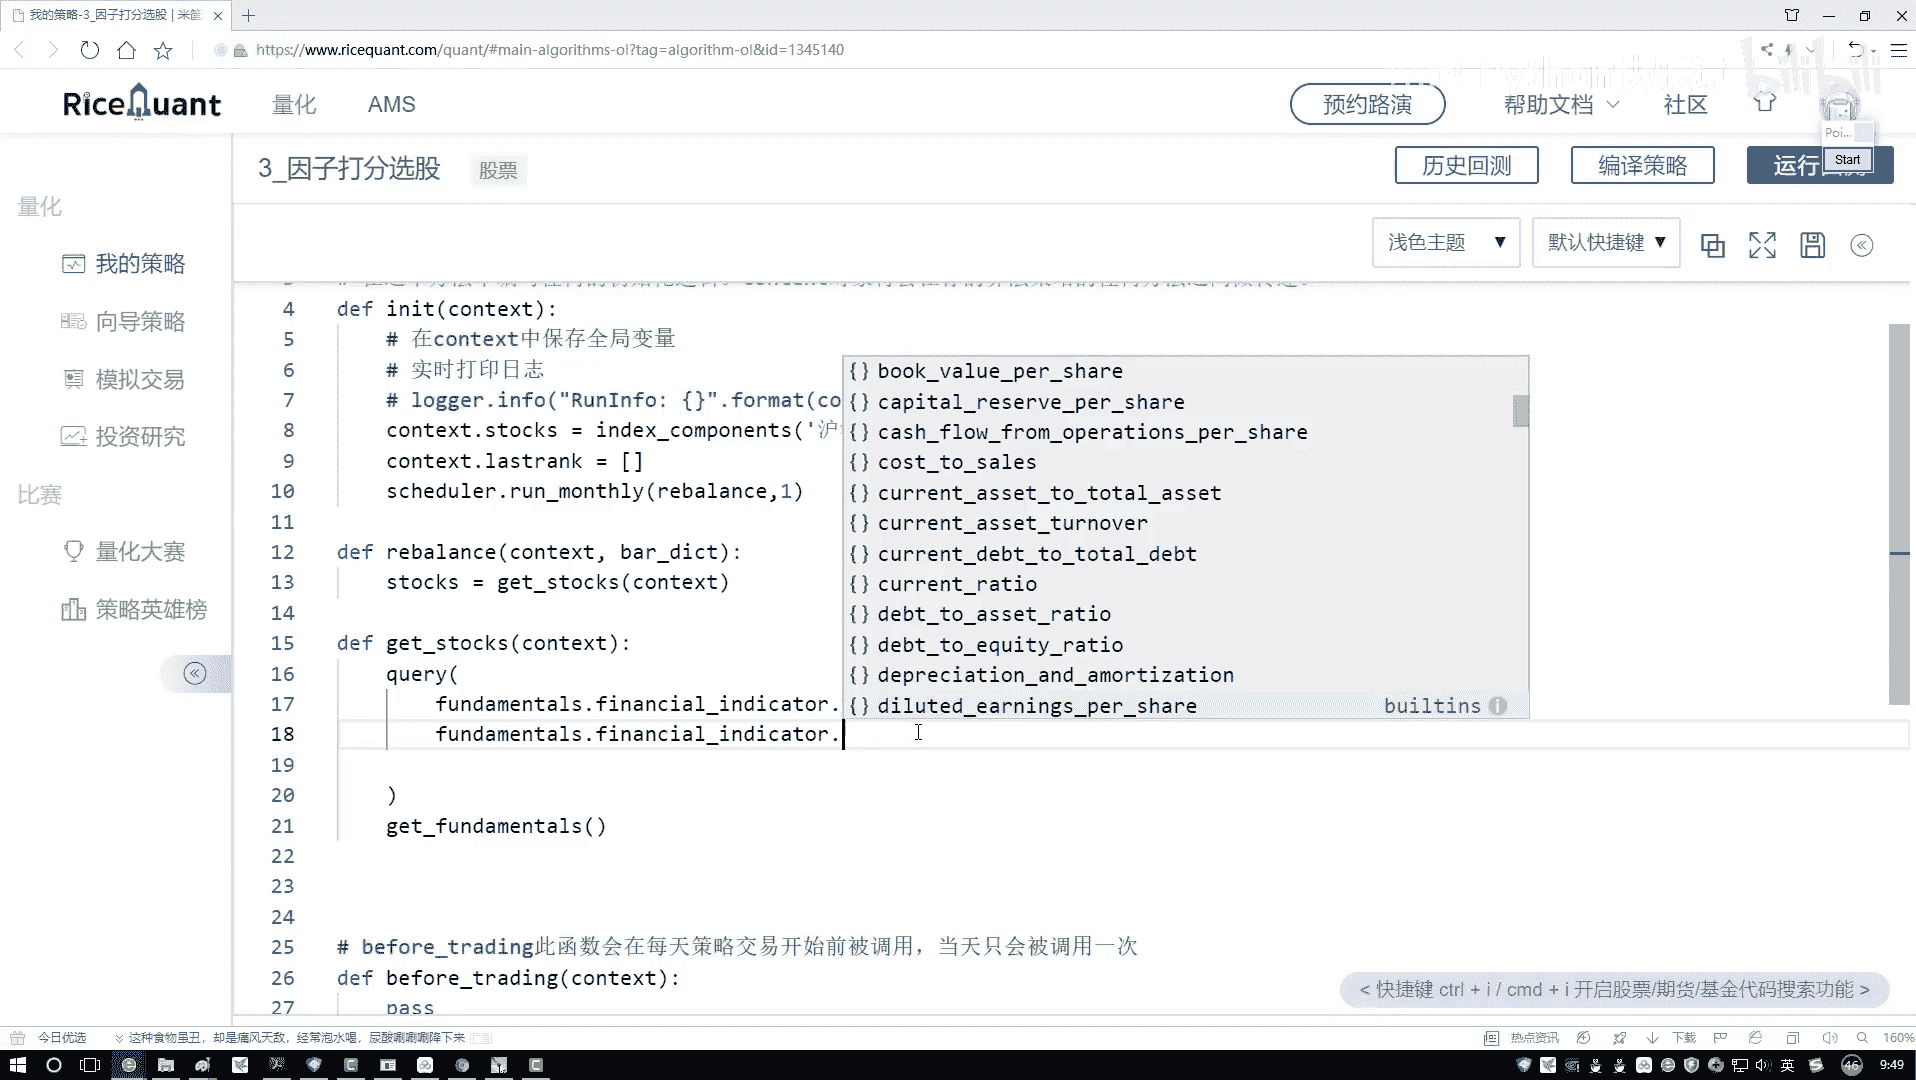 我的策略-3_因子打分选股 | 米筐
https://www.ricequant.com/quant/#main-algorithms-ol?tag=algorithm-ol&id=1345140
bilibili
RiceQuant
量化
AMS
预约路演
帮助文档
社区
Poi...
Start
3_因子打分选股
股票
历史回测
编译策略
运行
量化
我的策略
向导策略
模拟交易
投资研究
比赛
量化大赛
策略英雄榜
浅色主题 ▼
默认快捷键 ▼
4 def init(context):
5 # 在context中保存全局变量
6 # 实时打印日志
7 # logger.info("RunInfo: {}".format(co
8 context.stocks = index_components('沪
9 context.lastrank = []
10 scheduler.run_monthly(rebalance,1)
11
12 def rebalance(context, bar_dict):
13 stocks = get_stocks(context)
14
15 def get_stocks(context):
16 query(
17 fundamentals.financial_indicator.
18 fundamentals.financial_indicator.
19
20 )
21 get_fundamentals()
22
23
24
25 # before_trading此函数会在每天策略交易开始前被调用，当天只会被调用一次
26 def before_trading(context):
27 pass
{} book_value_per_share
{} capital_reserve_per_share
{} cash_flow_from_operations_per_share
{} cost_to_sales
{} current_asset_to_total_asset
{} current_asset_turnover
{} current_debt_to_total_debt
{} current_ratio
{} debt_to_asset_ratio
{} debt_to_equity_ratio
{} depreciation_and_amortization
{} diluted_earnings_per_share builtins
< 快捷键 ctrl + i / cmd + i 开启股票/期货/基金代码搜索功能 >
今日优选
这种食物虽丑，却是痛风天敌，经常泡水喝，尿酸唰唰唰降下来
热点资讯
下载
160%
英
46
9:49